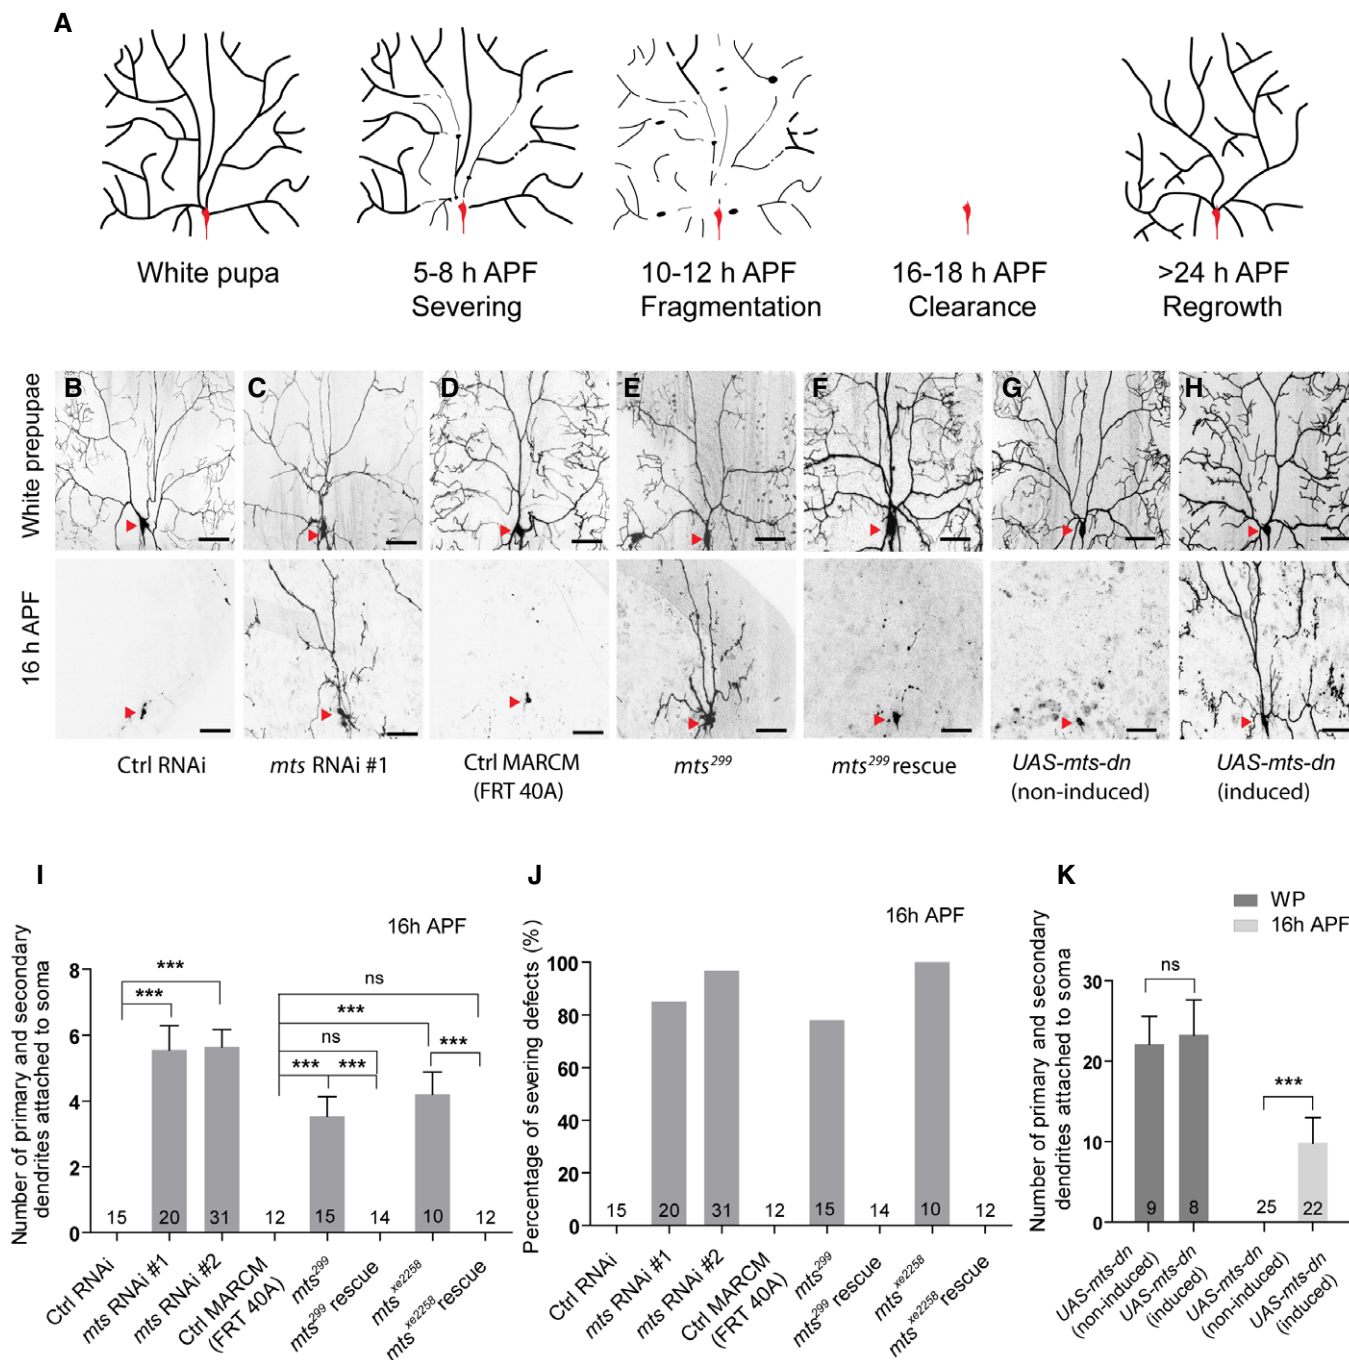 A
White pupa
5-8 h APF
Severing
10-12 h APF
Fragmentation
16-18 h APF
Clearance
>24 h APF
Regrowth
White prepupae
B
C
D
E
F
G
H
16 h APF
Ctrl RNAi
mts RNAi #1
Ctrl MARCM
(FRT 40A)
mts299
mts299 rescue
UAS-mts-dn
(non-induced)
UAS-mts-dn
(induced)
I
16h APF
Number of primary and secondary
dendrites attached to soma
8
6
4
2
0
***
***
ns
***
ns
***
*** ***
15 20 31 12 15 14 10 12
Ctrl RNAi
mts RNAi #1
mts RNAi #2
Ctrl MARCM
(FRT 40A)
mts299
mts299 rescue
mtsxe2258
mtsxe2258 rescue
J
16h APF
Percentage of severing defects (%)
100
80
60
40
20
0
15 20 31 12 15 14 10 12
Ctrl RNAi
mts RNAi #1
mts RNAi #2
Ctrl MARCM
(FRT 40A)
mts299
mts299 rescue
mtsxe2258
mtsxe2258 rescue
K
WP
16h APF
Number of primary and secondary
dendrites attached to soma
30
20
10
0
ns
***
9 8 25 22
UAS-mts-dn
(non-induced)
UAS-mts-dn
(induced)
UAS-mts-dn
(non-induced)
UAS-mts-dn
(induced)